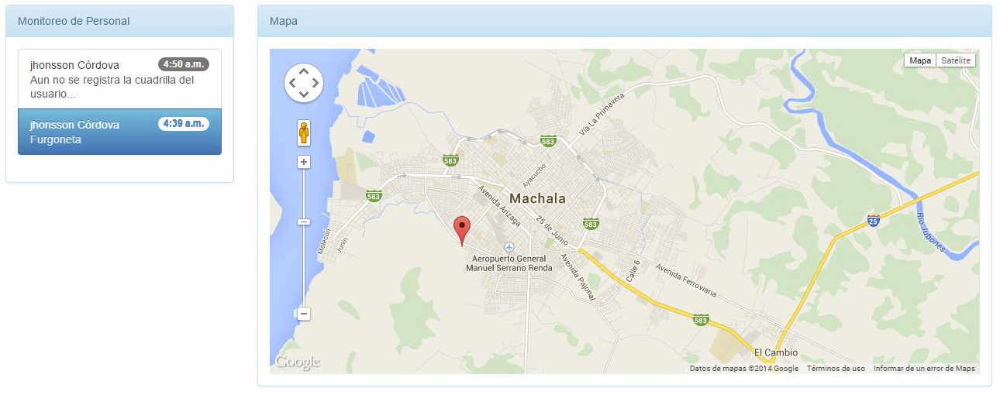 Monitoreo de Personal
jhonsson Córdova 4:50 a.m.
Aun no se registra la cuadrilla del
usuario...
jhonsson Córdova 4:39 a.m.
Furgoneta
Mapa
Mapa Satélite
Vía La Primavera
583
583
Ayacucho
583
Avenida Arizaga
Machala
25 de Junio
583
25
Río Jubones
Malecón
Junín
Aeropuerto General
Manuel Serrano Renda
Avenida Pajonal
Calle 6
Avenida Ferroviaria
583
El Cambio
Google
Datos de mapas ©2014 Google Términos de uso Informar de un error de Maps